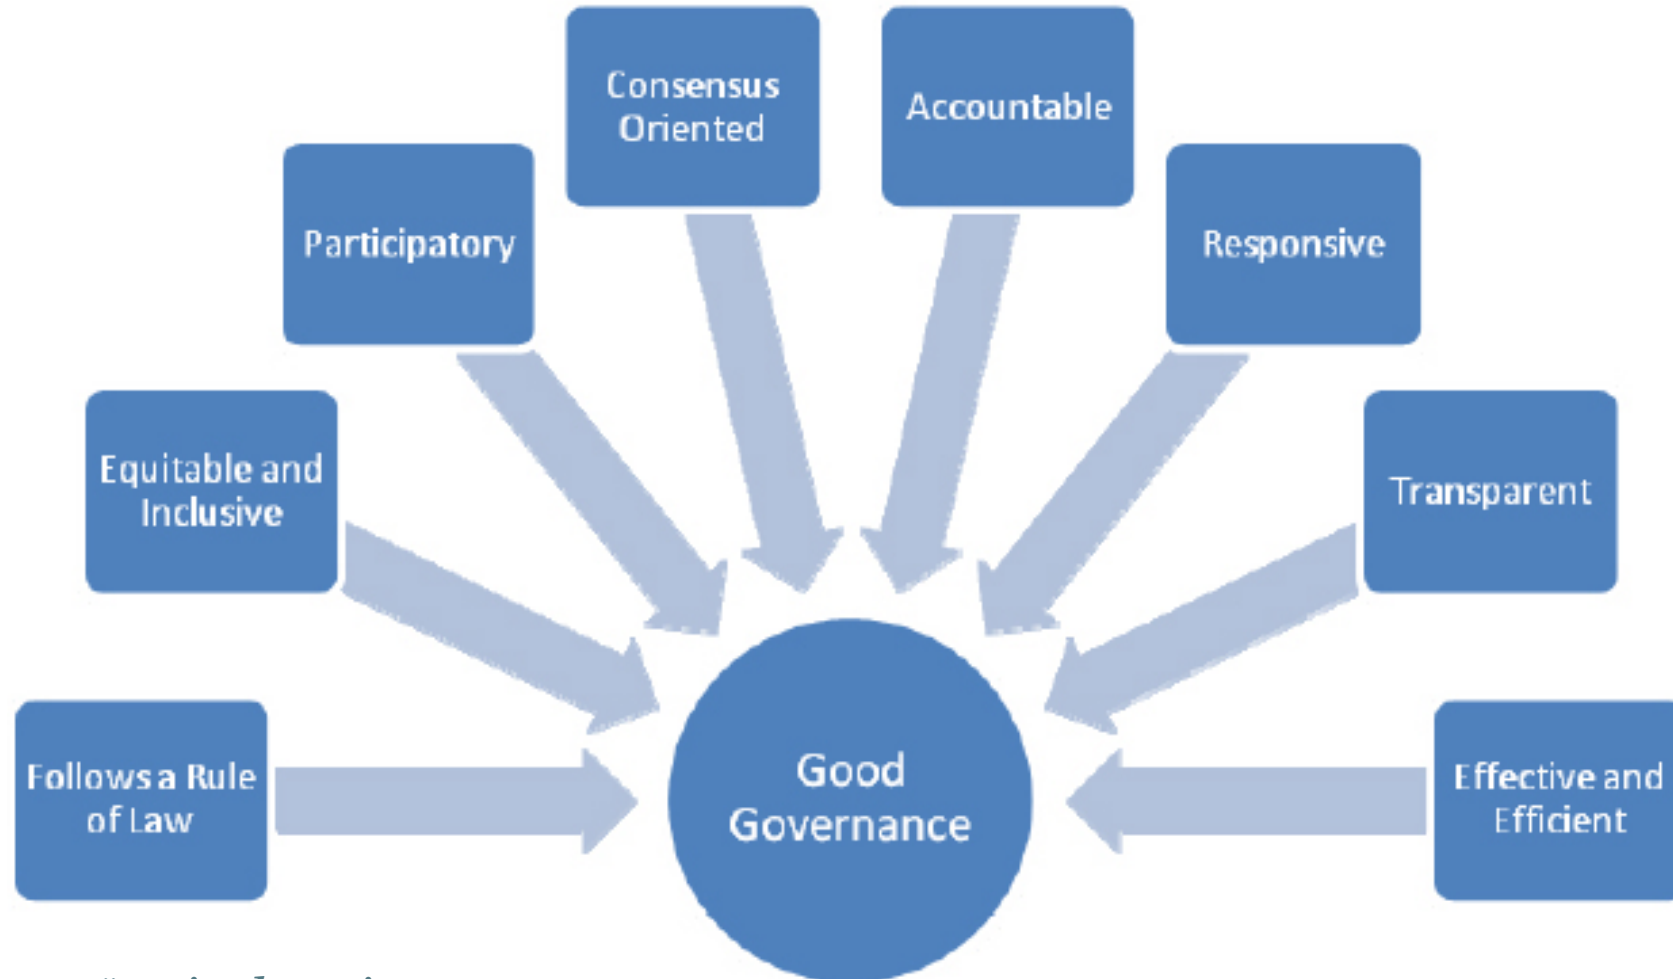 Consensus
Oriented
Accountable
Participatory
Responsive
Equitable and
Inclusive
Transparent
Follows a Rule
of Law
Good
Governance
Effective and
Efficient